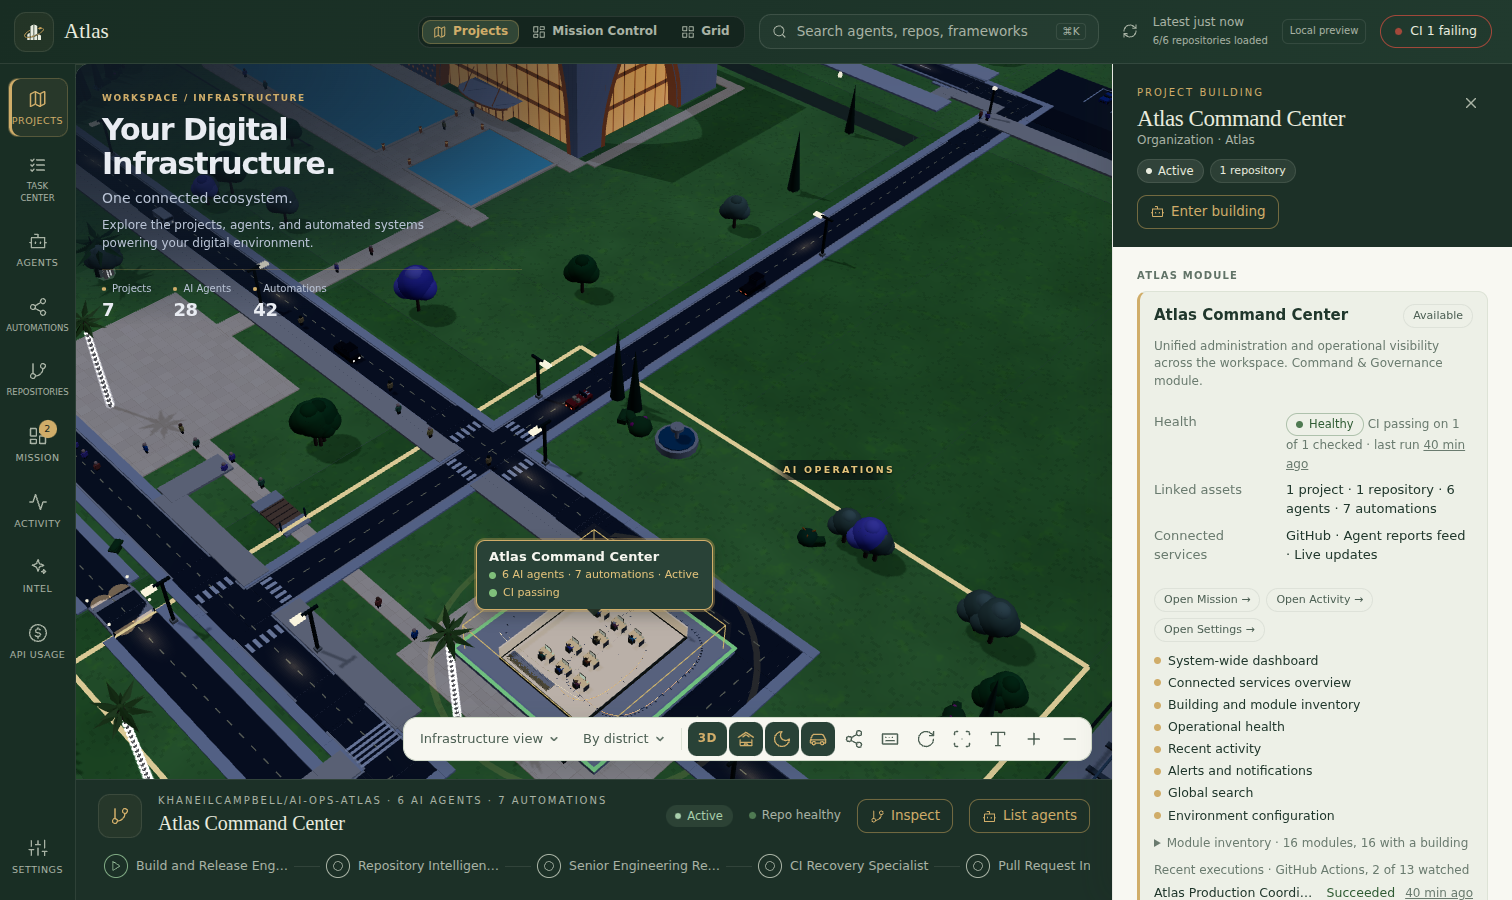 Atlas
Projects
Mission Control
Grid
Search agents, repos, frameworks
⌘K
Latest just now
6/6 repositories loaded
Local preview
CI 1 failing
PROJECTS
TASK
CENTER
AGENTS
AUTOMATIONS
REPOSITORIES
2
MISSION
ACTIVITY
INTEL
API USAGE
SETTINGS
WORKSPACE / INFRASTRUCTURE
Your Digital
Infrastructure.
One connected ecosystem.
Explore the projects, agents, and automated systems
powering your digital environment.
Projects
7
AI Agents
28
Automations
42
AI OPERATIONS
Atlas Command Center
6 AI agents · 7 automations · Active
CI passing
Infrastructure view
By district
3D
KHANEILCAMPBELL/AI-OPS-ATLAS · 6 AI AGENTS · 7 AUTOMATIONS
Atlas Command Center
Active
Repo healthy
Inspect
List agents
Build and Release Eng...
Repository Intelligen...
Senior Engineering Re...
CI Recovery Specialist
Pull Request In
PROJECT BUILDING
Atlas Command Center
Organization · Atlas
Active
1 repository
Enter building
ATLAS MODULE
Atlas Command Center
Available
Unified administration and operational visibility
across the workspace. Command & Governance
module.
Health
Healthy CI passing on 1
of 1 checked · last run 40 min
ago
Linked assets
1 project · 1 repository · 6
agents · 7 automations
Connected
services
GitHub · Agent reports feed
· Live updates
Open Mission →
Open Activity →
Open Settings →
System-wide dashboard
Connected services overview
Building and module inventory
Operational health
Recent activity
Alerts and notifications
Global search
Environment configuration
Module inventory · 16 modules, 16 with a building
Recent executions · GitHub Actions, 2 of 13 watched
Atlas Production Coordi... Succeeded 40 min ago